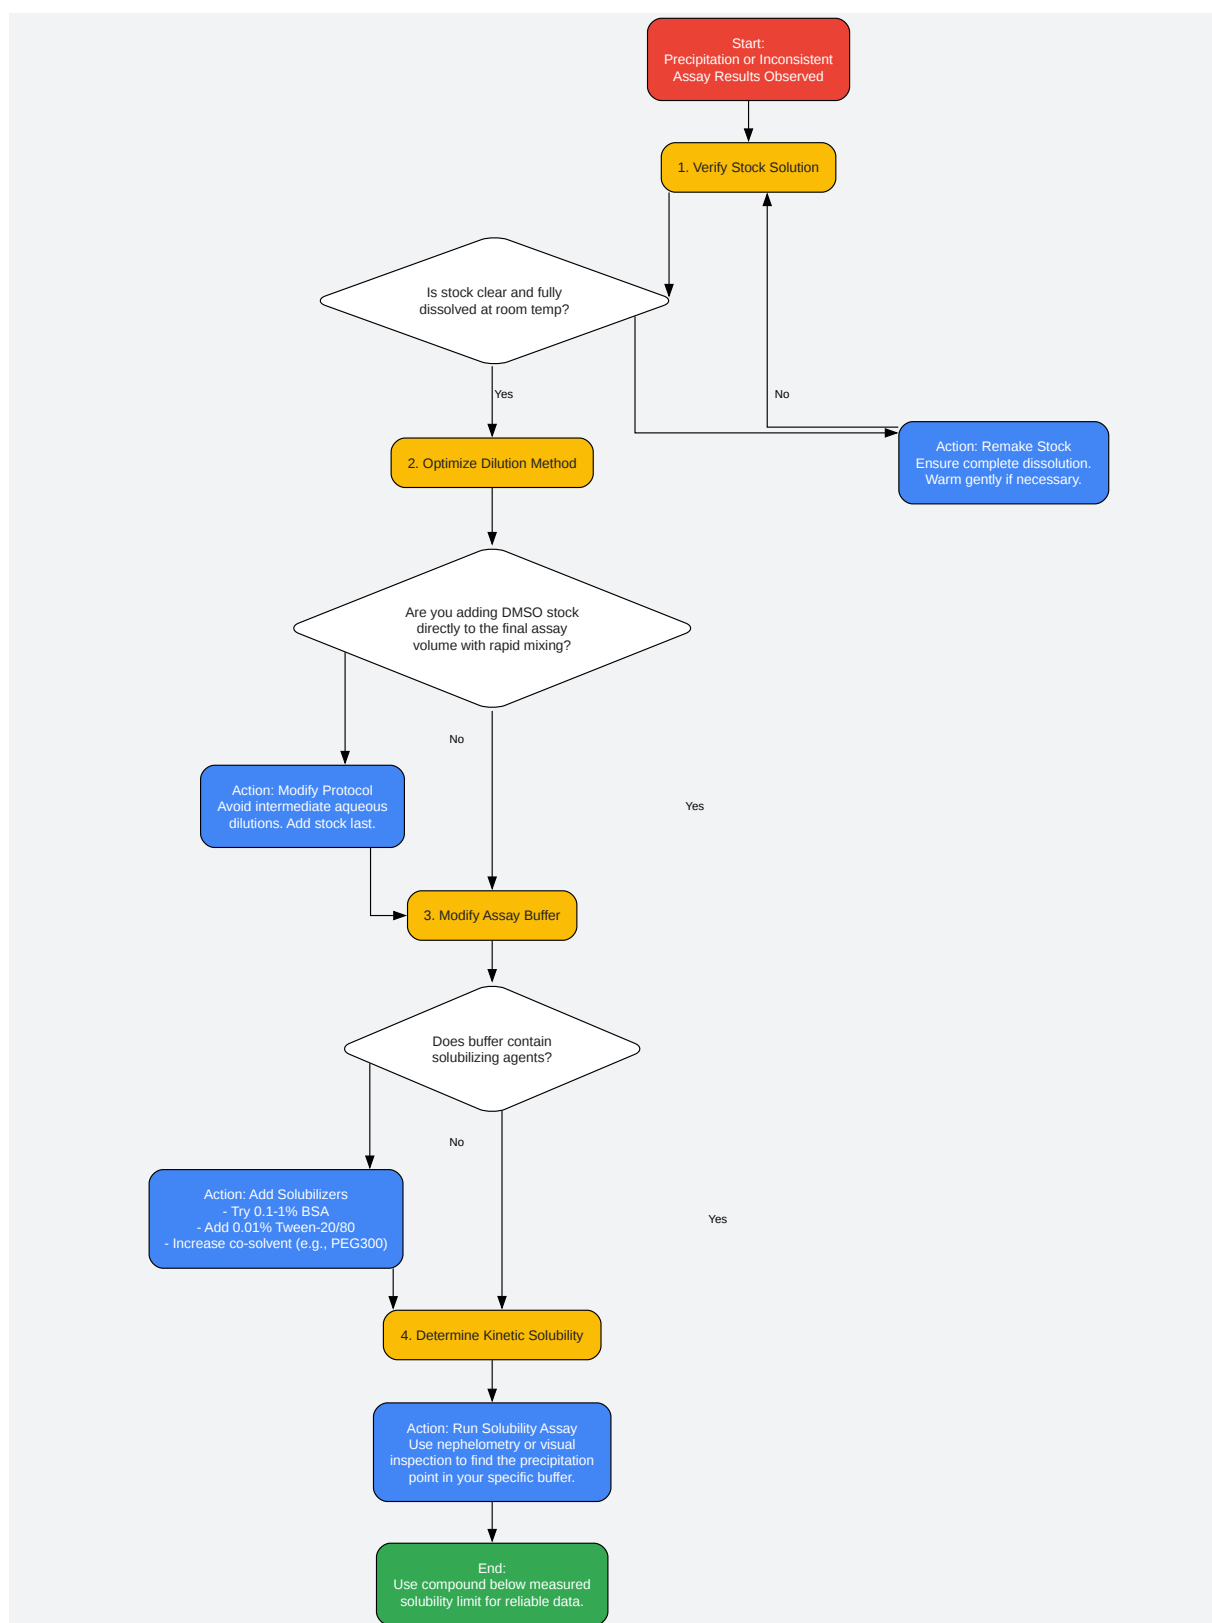 Start:
Precipitation or Inconsistent
Assay Results Observed
1. Verify Stock Solution
Is stock clear and fully
dissolved at room temp?
Yes
No
Action: Remake Stock
Ensure complete dissolution.
Warm gently if necessary.
2. Optimize Dilution Method
Are you adding DMSO stock
directly to the final assay
volume with rapid mixing?
No
Yes
Action: Modify Protocol
Avoid intermediate aqueous
dilutions. Add stock last.
3. Modify Assay Buffer
Does buffer contain
solubilizing agents?
No
Yes
Action: Add Solubilizers
- Try 0.1-1% BSA
- Add 0.01% Tween-20/80
- Increase co-solvent (e.g., PEG300)
4. Determine Kinetic Solubility
Action: Run Solubility Assay
Use nephelometry or visual
inspection to find the precipitation
point in your specific buffer.
End:
Use compound below measured
solubility limit for reliable data.